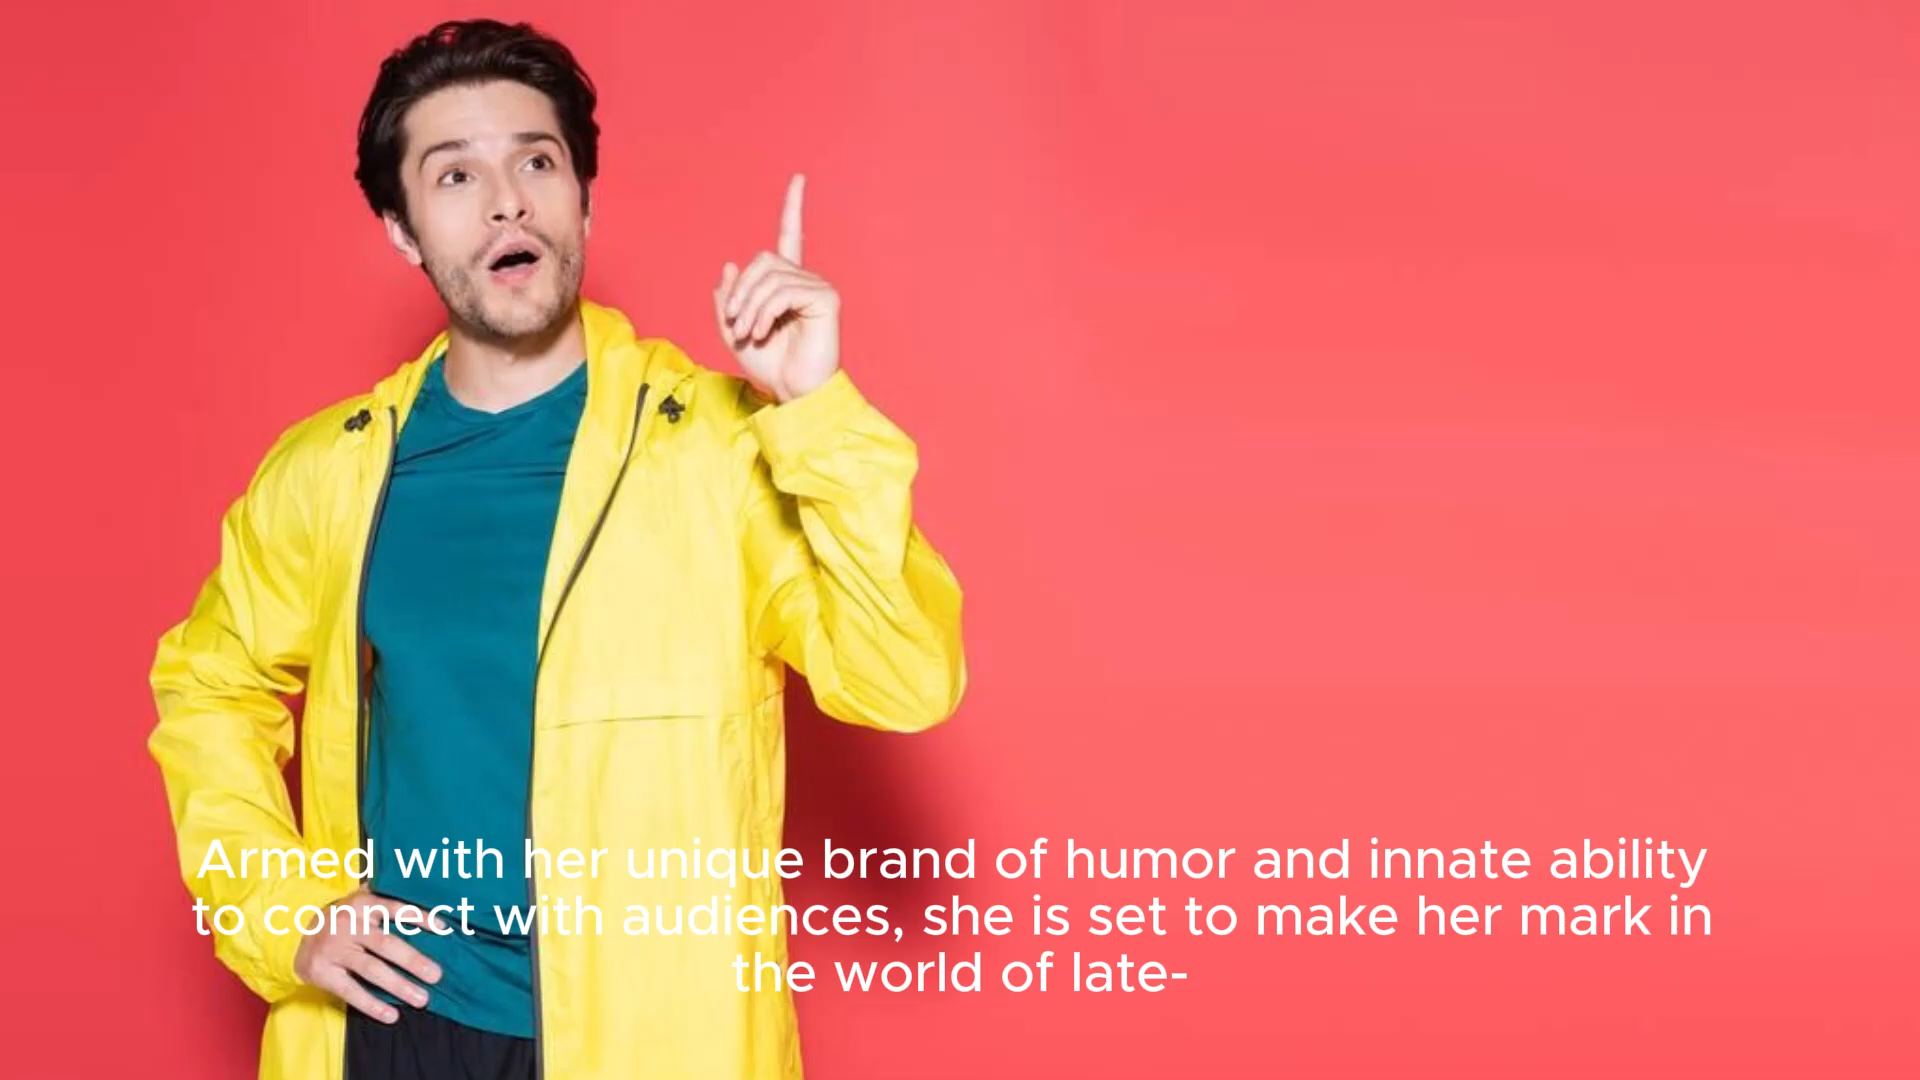 Armed with her unique brand of humor and innate ability
to connect with audiences, she is set to make her mark in
the world of late-